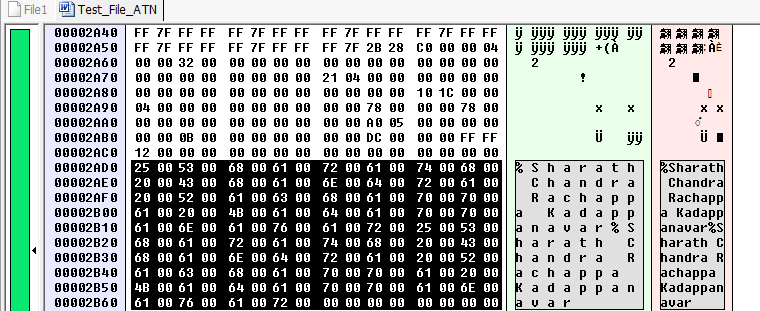 File1 Test_File_ATN
00002A40 FF 7F FF FF FF 7F FF FF FF 7F FF FF FF 7F FF FF ÿ ÿÿÿ ÿÿÿ ÿÿÿ ÿÿ
00002A50 FF 7F FF FF FF 7F FF FF FF 7F 2B 28 C0 00 00 04 ÿ ÿÿÿ ÿÿÿ +(À
00002A60 00 00 32 00 00 00 00 00 00 00 00 00 00 00 00 00 2 2
00002A70 00 00 00 00 00 00 00 00 21 04 00 00 00 00 00 00 !
00002A80 00 00 00 00 00 00 00 00 00 00 00 00 10 1C 00 00
00002A90 04 00 00 00 00 00 00 00 00 00 78 00 00 00 78 00 x x x x
00002AA0 00 00 00 00 00 00 00 00 00 00 A0 05 00 00 00 00 ♂
00002AB0 00 00 0B 00 00 00 00 00 00 00 DC 00 00 00 FF FF Ü ÿÿ Ü
00002AC0 12 00 00 00 00 00 00 00 00 00 00 00 00 00 00 00
00002AD0 25 00 53 00 68 00 61 00 72 00 61 00 74 00 68 00 % S h a r a t h %Sharath
00002AE0 20 00 43 00 68 00 61 00 6E 00 64 00 72 00 61 00 C h a n d r a Chandra
00002AF0 20 00 52 00 61 00 63 00 68 00 61 00 70 00 70 00 R a c h a p p Rachapp
00002B00 61 00 20 00 4B 00 61 00 64 00 61 00 70 00 70 00 a K a d a p p a Kadapp
00002B10 61 00 6E 00 61 00 76 00 61 00 72 00 25 00 53 00 a n a v a r % S anavar%S
00002B20 68 00 61 00 72 00 61 00 74 00 68 00 20 00 43 00 h a r a t h C harath C
00002B30 68 00 61 00 6E 00 64 00 72 00 61 00 20 00 52 00 h a n d r a R handra R
00002B40 61 00 63 00 68 00 61 00 70 00 70 00 61 00 20 00 a c h a p p a achappa
00002B50 4B 00 61 00 64 00 61 00 70 00 70 00 61 00 6E 00 K a d a p p a n Kadappan
00002B60 61 00 76 00 61 00 72 00 00 00 00 00 00 00 00 00 a v a r avar